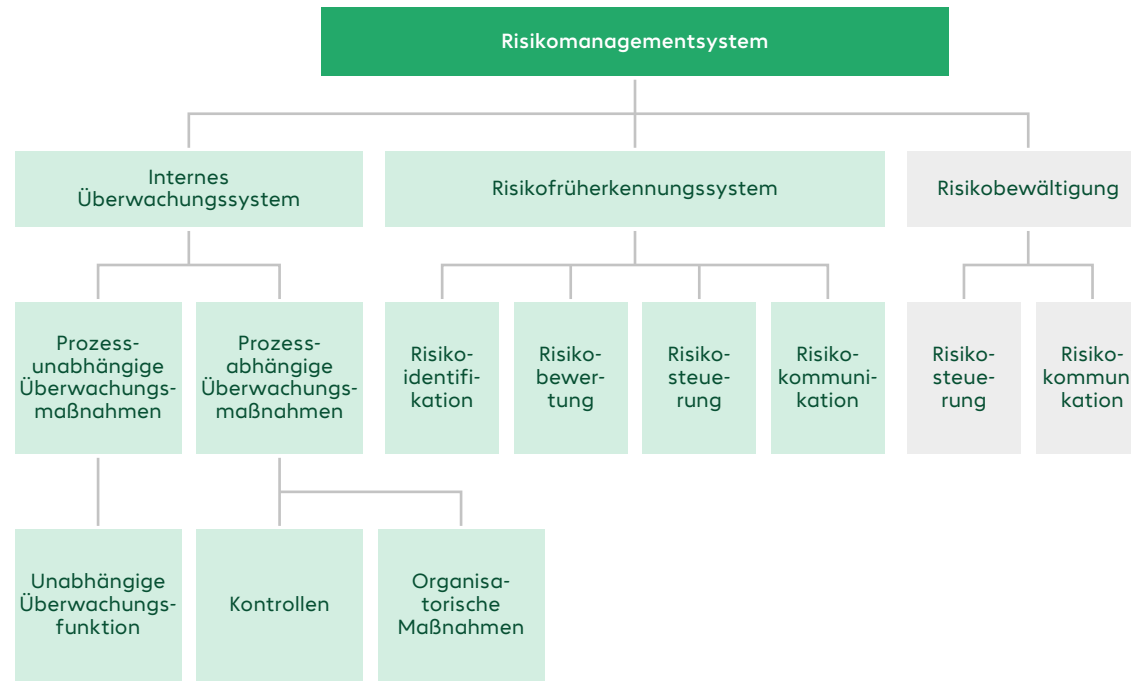 Risikomanagementsystem
Internes
Überwachungssystem
Risikofrüherkennungssystem
Risikobewältigung
Prozess-
unabhängige
Überwachungs-
maßnahmen
Prozess-
abhängige
Überwachungs-
maßnahmen
Risiko-
identifi-
kation
Risiko-
bewer-
tung
Risiko-
steue-
rung
Risiko-
kommuni-
kation
Risiko-
steue-
rung
Risiko-
kommun
kation
Unabhängige
Überwachungs-
funktion
Kontrollen
Organisa-
torische
Maßnahmen